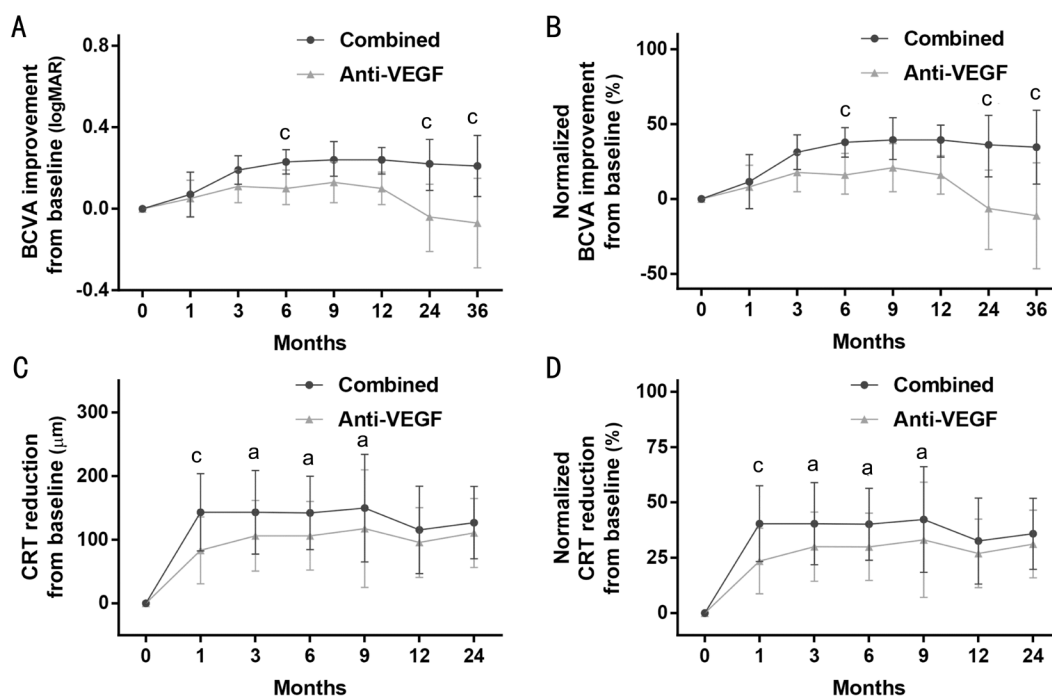 A
Combined
Anti-VEGF
BCVA improvement
from baseline (logMAR)
0.8
0.4
0.0
-0.4
c
c
c
0 1 3 6 9 12 24 36
Months
B
Combined
Anti-VEGF
Normalized
BCVA improvement
from baseline (%)
100
50
0
-50
c
c
c
0 1 3 6 9 12 24 36
Months
C
Combined
Anti-VEGF
CRT reduction
from baseline (μm)
300
200
100
0
c
a
a
a
0 1 3 6 9 12 24
Months
D
Combined
Anti-VEGF
Normalized
CRT reduction
from baseline (%)
100
75
50
25
0
c
a
a
a
0 1 3 6 9 12 24
Months